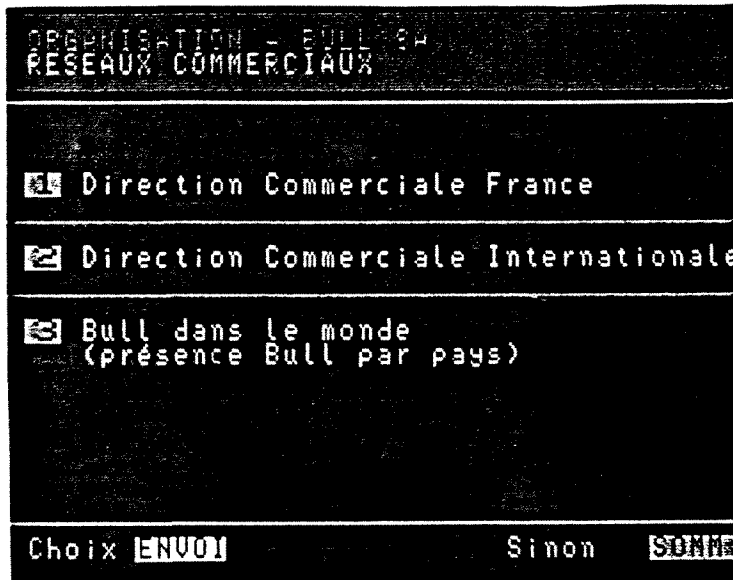 ORGANISATION - BULL SA
RESEAUX COMMERCIAUX
1 Direction Commerciale France
2 Direction Commerciale Internationale
3 Bull dans le monde
(présence Bull par pays)
Choix ENVOI Sinon SOMMa